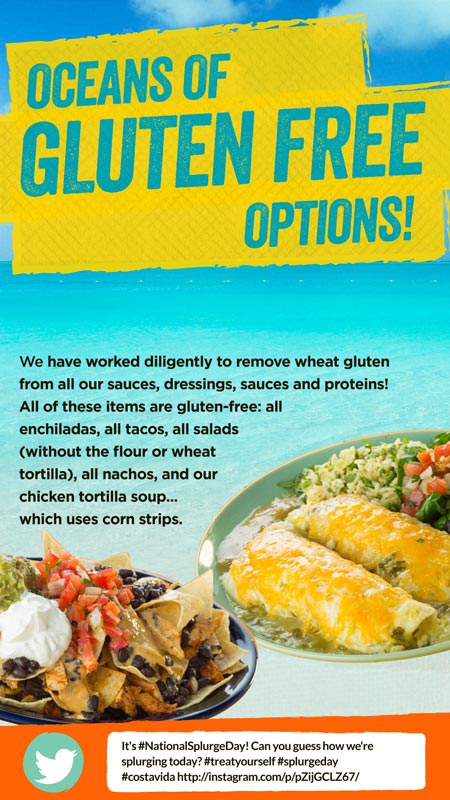 OCEANS OF
GLUTEN FREE
OPTIONS!
We have worked diligently to remove wheat gluten
from all our sauces, dressings, sauces and proteins!
All of these items are gluten-free: all
enchiladas, all tacos, all salads
(without the flour or wheat
tortilla), all nachos, and our
chicken tortilla soup...
which uses corn strips.
It's #NationalSplurgeDay! Can you guess how we're
splurging today? #treatyourself #splurgeday
#costavida http://instagram.com/p/pZijGCLZ67/